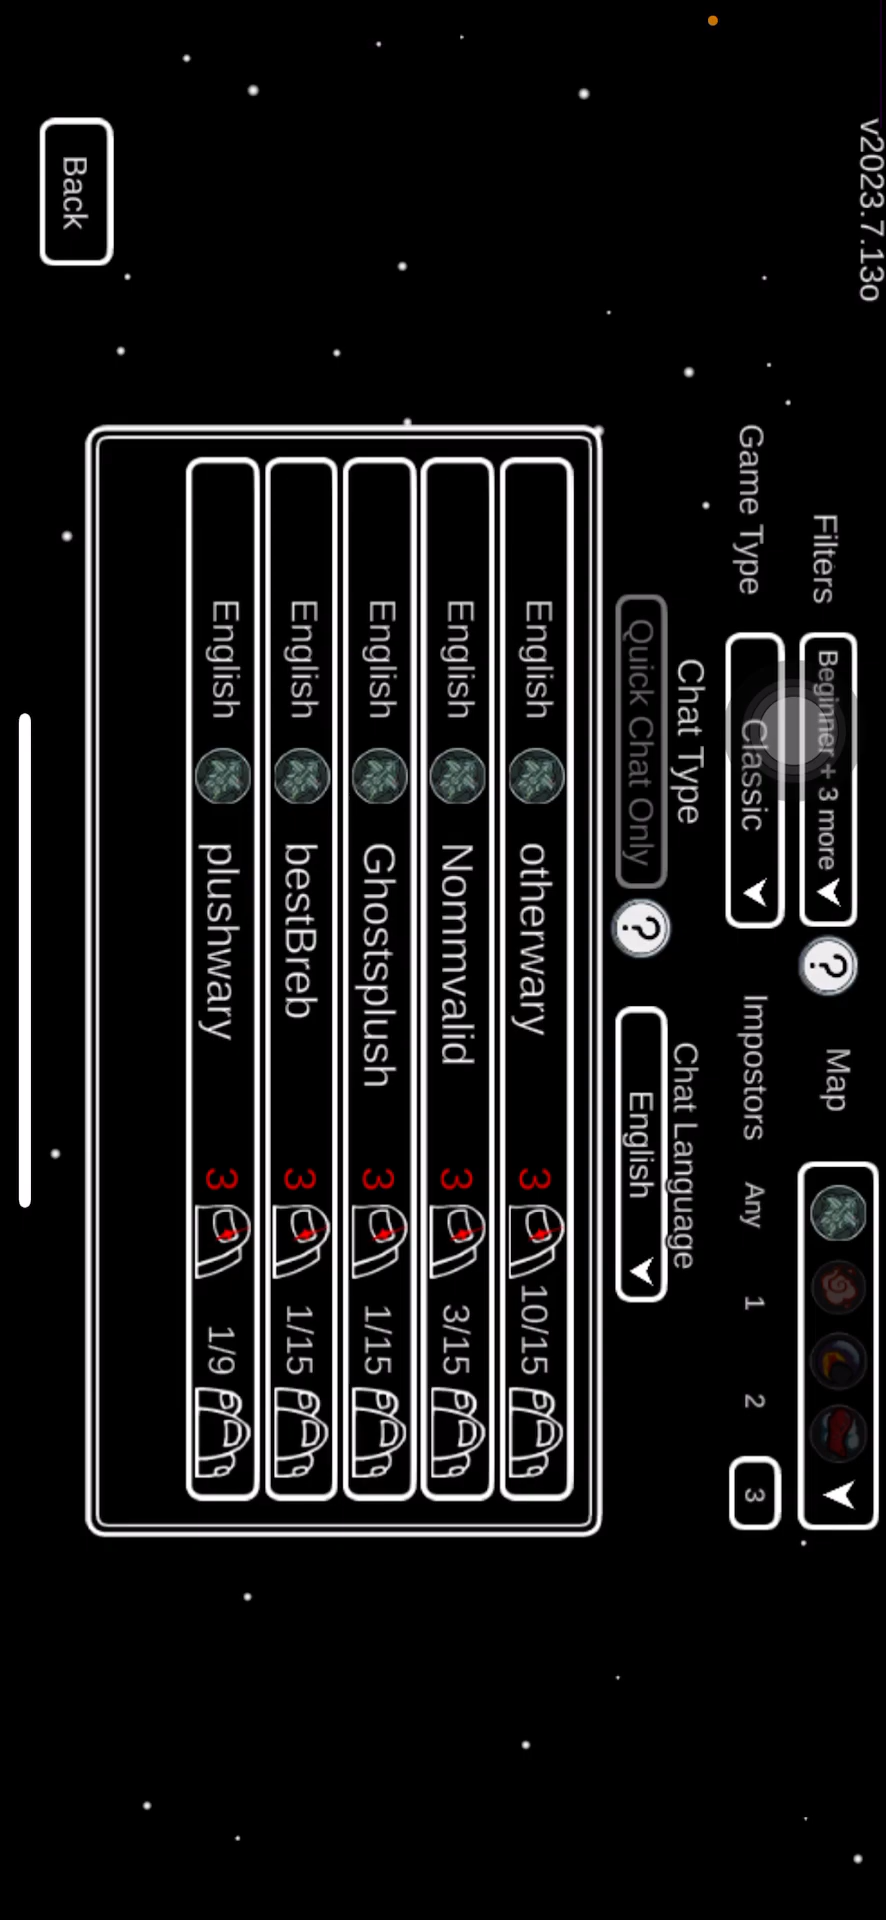 v2023.7.13o
Filters Beginner + 3 more ? Map
Game Type Classic Impostors Any 1 2 3
Chat Type Chat Language
Quick Chat Only ? English
English otherwary 3 10/15
English Nommvalid 3 3/15
English Ghostsplush 3 1/15
English bestBreb 3 1/15
English plushwary 3 1/9
Back